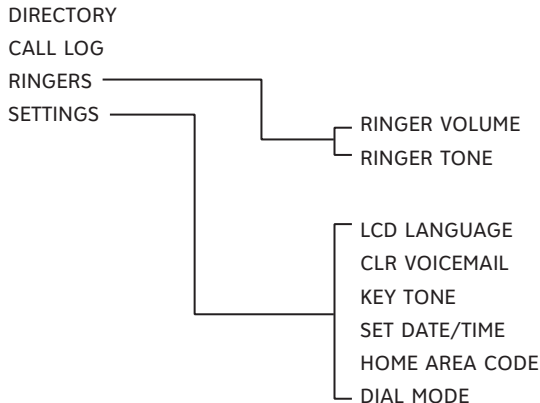 DIRECTORY
CALL LOG
RINGERS
SETTINGS
RINGER VOLUME
RINGER TONE
LCD LANGUAGE
CLR VOICEMAIL
KEY TONE
SET DATE/TIME
HOME AREA CODE
DIAL MODE